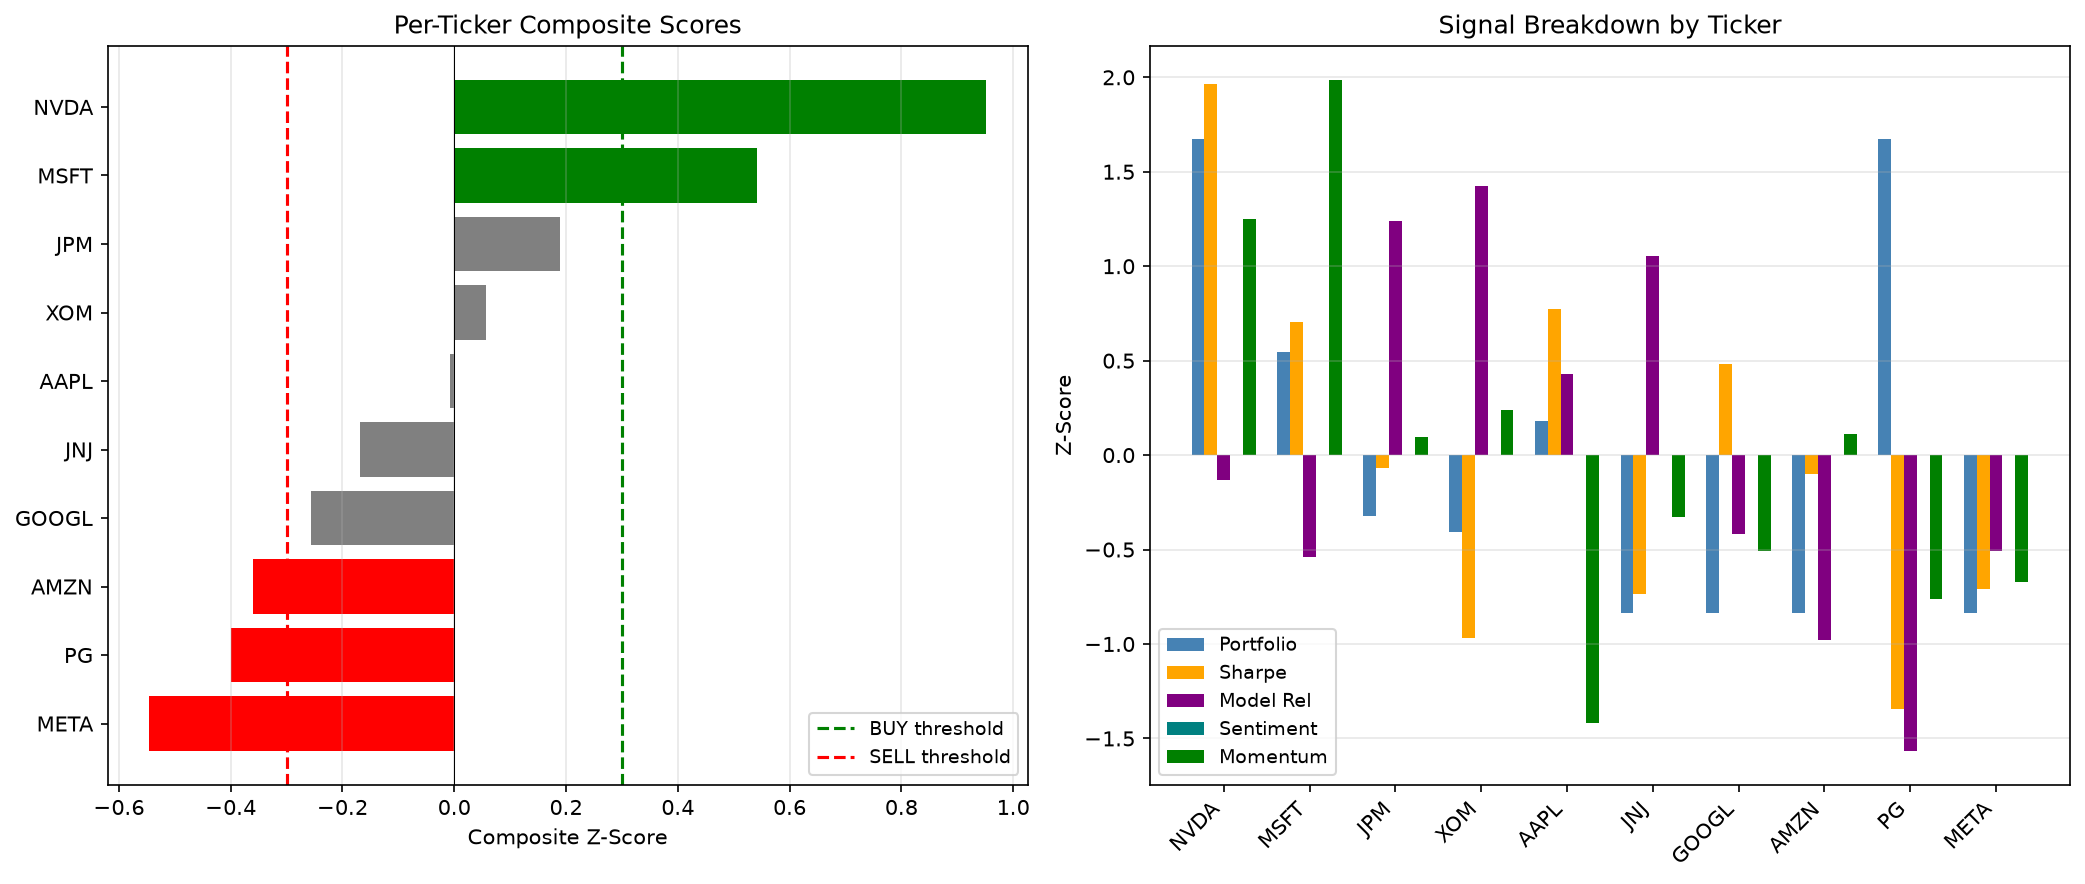 Per-Ticker Composite Scores
NVDA
MSFT
JPM
XOM
AAPL
JNJ
GOOGL
AMZN
PG
META
−0.6 −0.4 −0.2 0.0 0.2 0.4 0.6 0.8 1.0
Composite Z-Score
BUY threshold
SELL threshold
Signal Breakdown by Ticker
Z-Score
2.0
1.5
1.0
0.5
0.0
−0.5
−1.0
−1.5
Portfolio
Sharpe
Model Rel
Sentiment
Momentum
NVDA MSFT JPM XOM AAPL JNJ GOOGL AMZN PG META